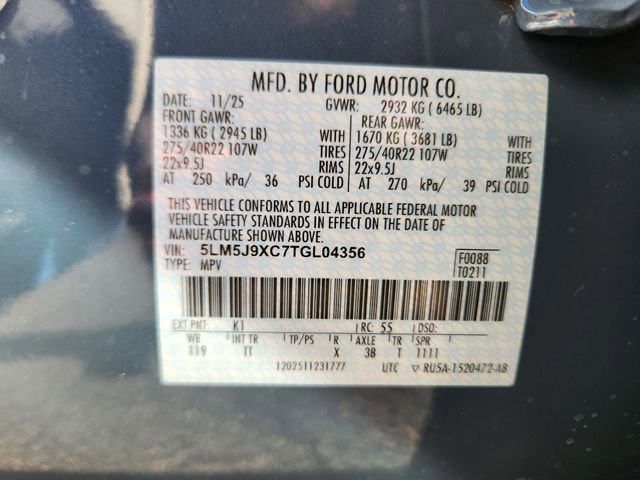 MFD. BY FORD MOTOR CO.
DATE: 11/25 GVWR: 2932 KG ( 6465 LB)
FRONT GAWR: REAR GAWR:
1336 KG ( 2945 LB) WITH 1670 KG ( 3681 LB) WITH
275/40R22 107W TIRES 275/40R22 107W TIRES
22x9.5J RIMS 22x9.5J RIMS
AT 250 kPa/ 36 PSI COLD AT 270 kPa/ 39 PSI COLD
THIS VEHICLE CONFORMS TO ALL APPLICABLE FEDERAL MOTOR
VEHICLE SAFETY STANDARDS IN EFFECT ON THE DATE OF
MANUFACTURE SHOWN ABOVE.
VIN: 5LM5J9XC7TGL04356 F0088
TYPE: MPV T0211
EXT PNT: K1 RC: 55 DSO:
WB INT TR TP/PS R AXLE TR SPR
119 TT X 3B T 1111
1202511231777 UTC ▽ RU5A-1520472-AB